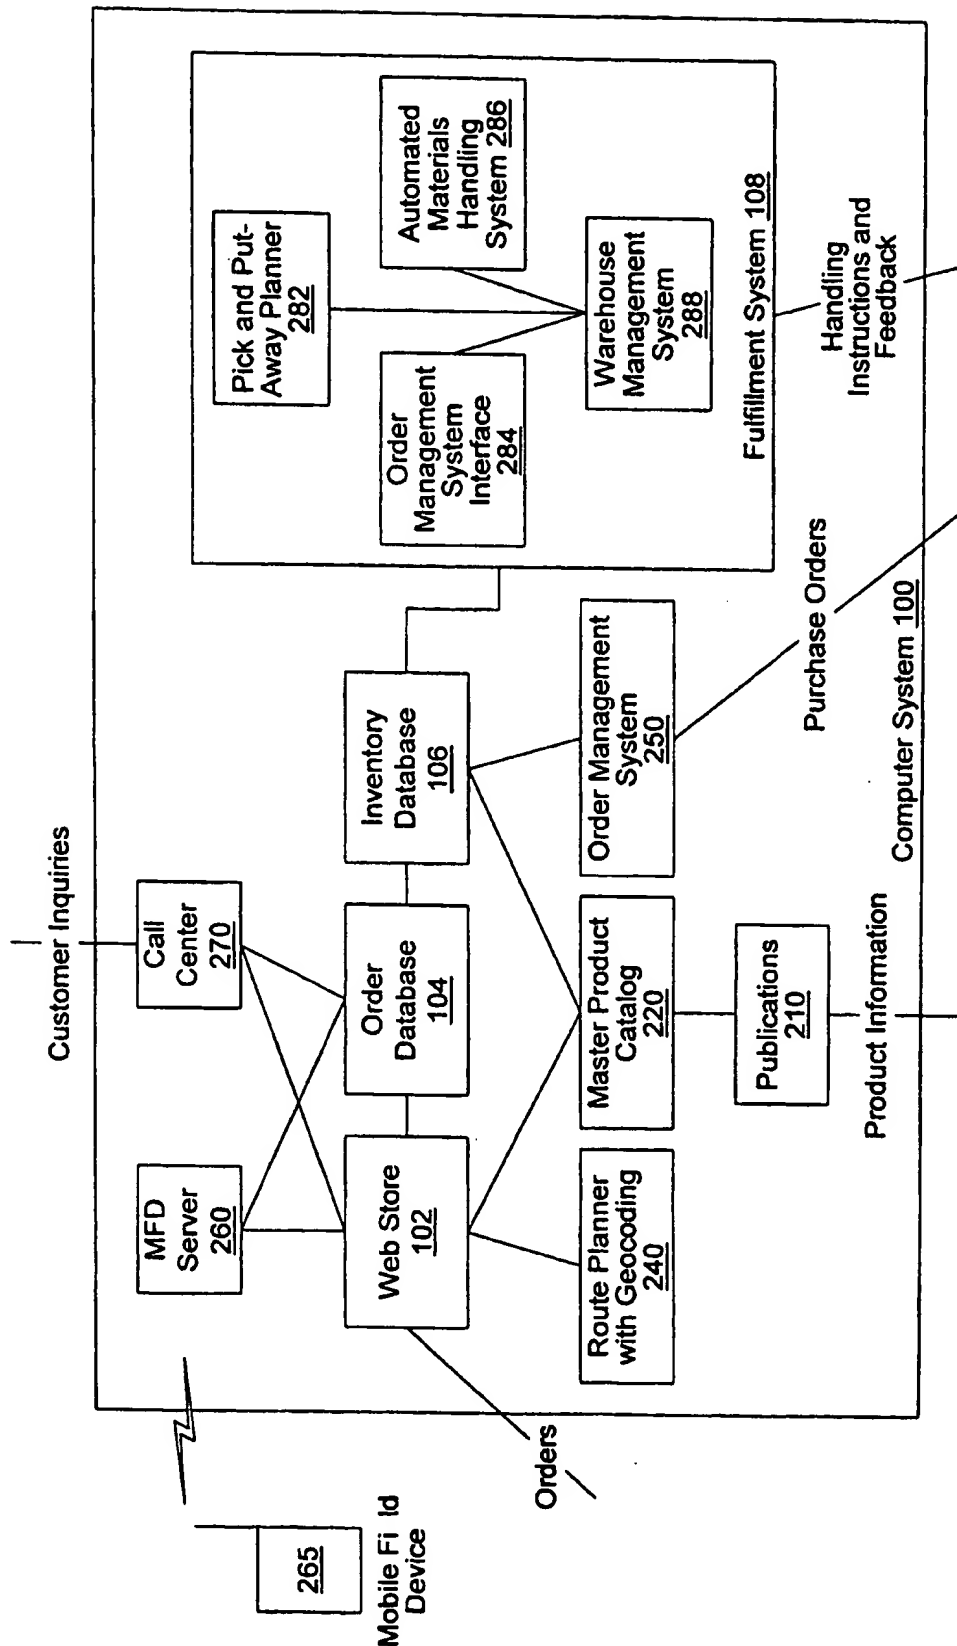 Customer Inquiries
Mobile Fi ld
Device
265
MFD
Server
260
Call
Center
270
Web Store
102
Order
Database
104
Inventory
Database
106
Orders
Route Planner
with Geocoding
240
Master Product
Catalog
220
Order Management
System
250
Publications
210
Product Information
Purchase Orders
Computer System 100
Pick and Put-
Away Planner
282
Order
Management
System
Interface
284
Automated
Materials
Handling
System 286
Warehouse
Management
System
288
Fulfillment System 108
Handling
Instructions and
Feedback